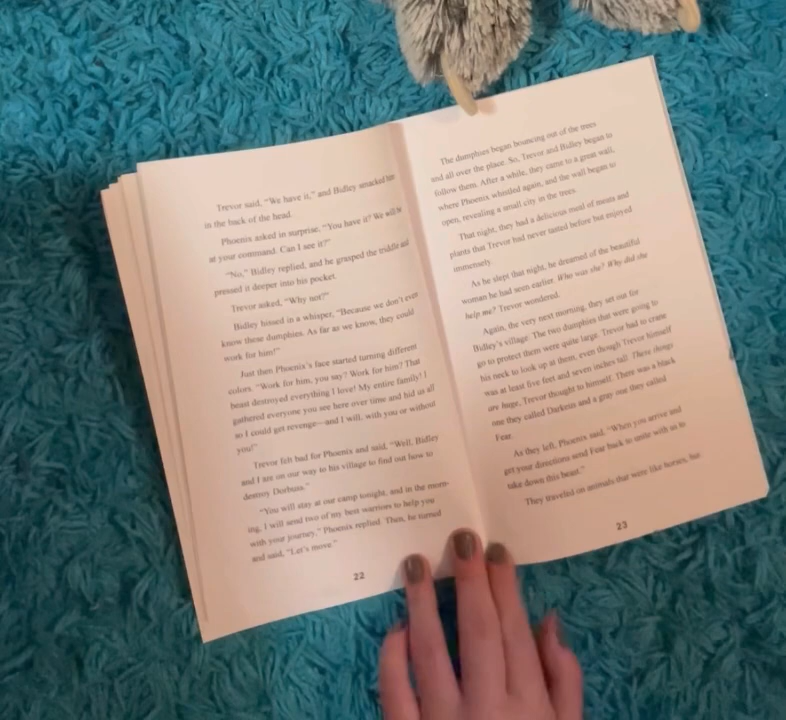 Trevor said, "We have it," and Bidley smacked him
in the back of the head.
Phoenix asked in surprise, "You have it? We will be
at your command. Can I see it?"
"No," Bidley replied, and he grasped the riddle and
pressed it deeper into his pocket.
Trevor asked, "Why not?"
Bidley hissed in a whisper, "Because we don't ever
know these dumphies. As far as we know, they could
work for him!"
Just then Phoenix's face started turning different
colors. "Work for him, you say? Work for him? That
beast destroyed everything I love! My entire family! I
gathered everyone you see here over time and hid us all
so I could get revenge—and I will, with you or without
you!"
Trevor felt bad for Phoenix and said, "Well, Bidley
and I are on our way to his village to find out how to
destroy Dorbuss."
"You will stay at our camp tonight, and in the morn-
ing, I will send two of my best warriors to help you
with your journey," Phoenix replied. Then, he turned
and said, "Let's move."
22
The dumphies began bouncing out of the trees
and all over the place. So, Trevor and Bidley began to
follow them. After a while, they came to a great wall,
where Phoenix whistled again, and the wall began to
open, revealing a small city in the trees.
That night, they had a delicious meal of meats and
plants that Trevor had never tasted before but enjoyed
immensely.
As he slept that night, he dreamed of the beautiful
woman he had seen earlier. Who was she? Why did she
help me? Trevor wondered.
Again, the very next morning, they set out for
Bidley's village. The two dumphies that were going to
go to protect them were quite large. Trevor had to crane
his neck to look up at them, even though Trevor himself
was at least five feet and seven inches tall. These things
are huge, Trevor thought to himself. There was a black
one they called Darkein and a gray one they called
Fear.
As they left, Phoenix said, "When you arrive and
get your directions send Fear back to unite with us to
take down this beast."
They traveled on animals that were like horses, but
23